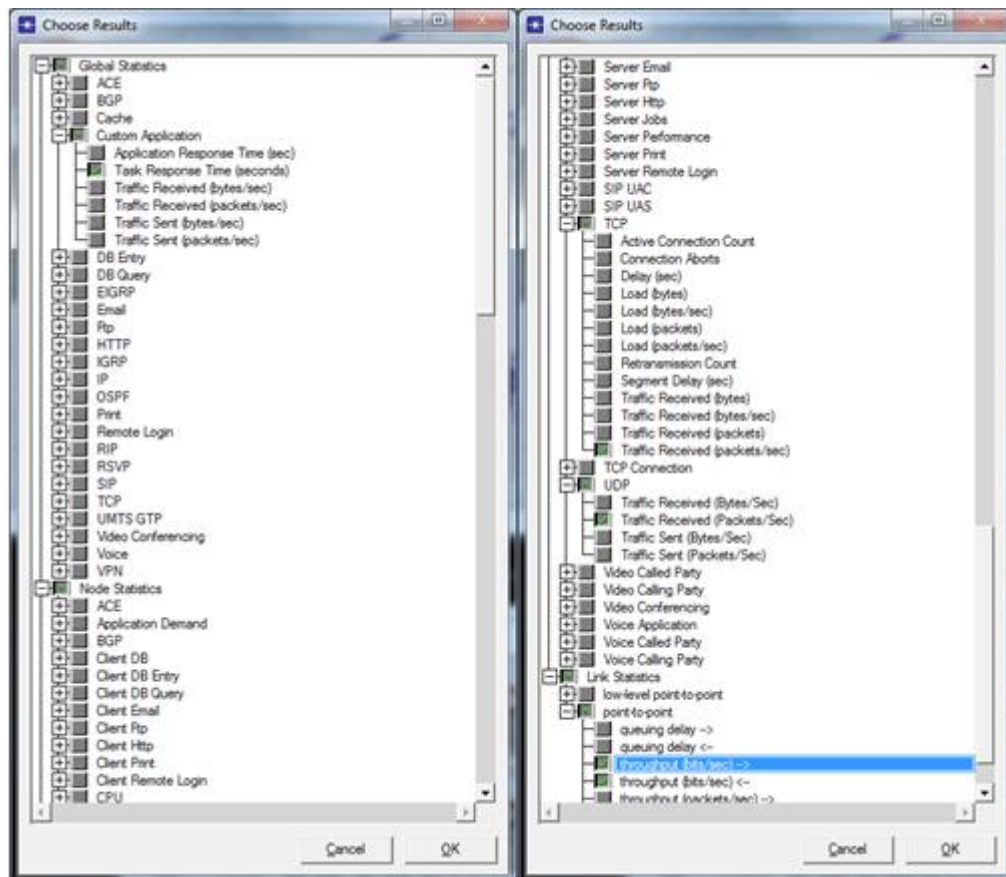 Choose Results
Global Statistics
ACE
BGP
Cache
Custom Application
Application Response Time (sec)
Task Response Time (seconds)
Traffic Received (bytes/sec)
Traffic Received (packets/sec)
Traffic Sent (bytes/sec)
Traffic Sent (packets/sec)
DB Entry
DB Query
EIGRP
Email
Ftp
HTTP
IGRP
IP
OSPF
Print
Remote Login
RIP
RSVP
SIP
TCP
UMTS GTP
Video Conferencing
Voice
VPN
Node Statistics
ACE
Application Demand
BGP
Client DB
Client DB Entry
Client DB Query
Client Email
Client Ftp
Client Http
Client Print
Client Remote Login
CPU
Cancel
OK
Choose Results
Server Email
Server Ftp
Server Http
Server Jobs
Server Performance
Server Print
Server Remote Login
SIP UAC
SIP UAS
TCP
Active Connection Count
Connection Aborts
Delay (sec)
Load (bytes)
Load (bytes/sec)
Load (packets)
Load (packets/sec)
Retransmission Count
Segment Delay (sec)
Traffic Received (bytes)
Traffic Received (bytes/sec)
Traffic Received (packets)
Traffic Received (packets/sec)
TCP Connection
UDP
Traffic Received (Bytes/Sec)
Traffic Received (Packets/Sec)
Traffic Sent (Bytes/Sec)
Traffic Sent (Packets/Sec)
Video Called Party
Video Calling Party
Video Conferencing
Voice Application
Voice Called Party
Voice Calling Party
Link Statistics
low-level point-to-point
point-to-point
queuing delay -->
queuing delay <--
throughput (bits/sec) -->
throughput (bits/sec) <--
throughput (packets/sec) -->
Cancel
OK